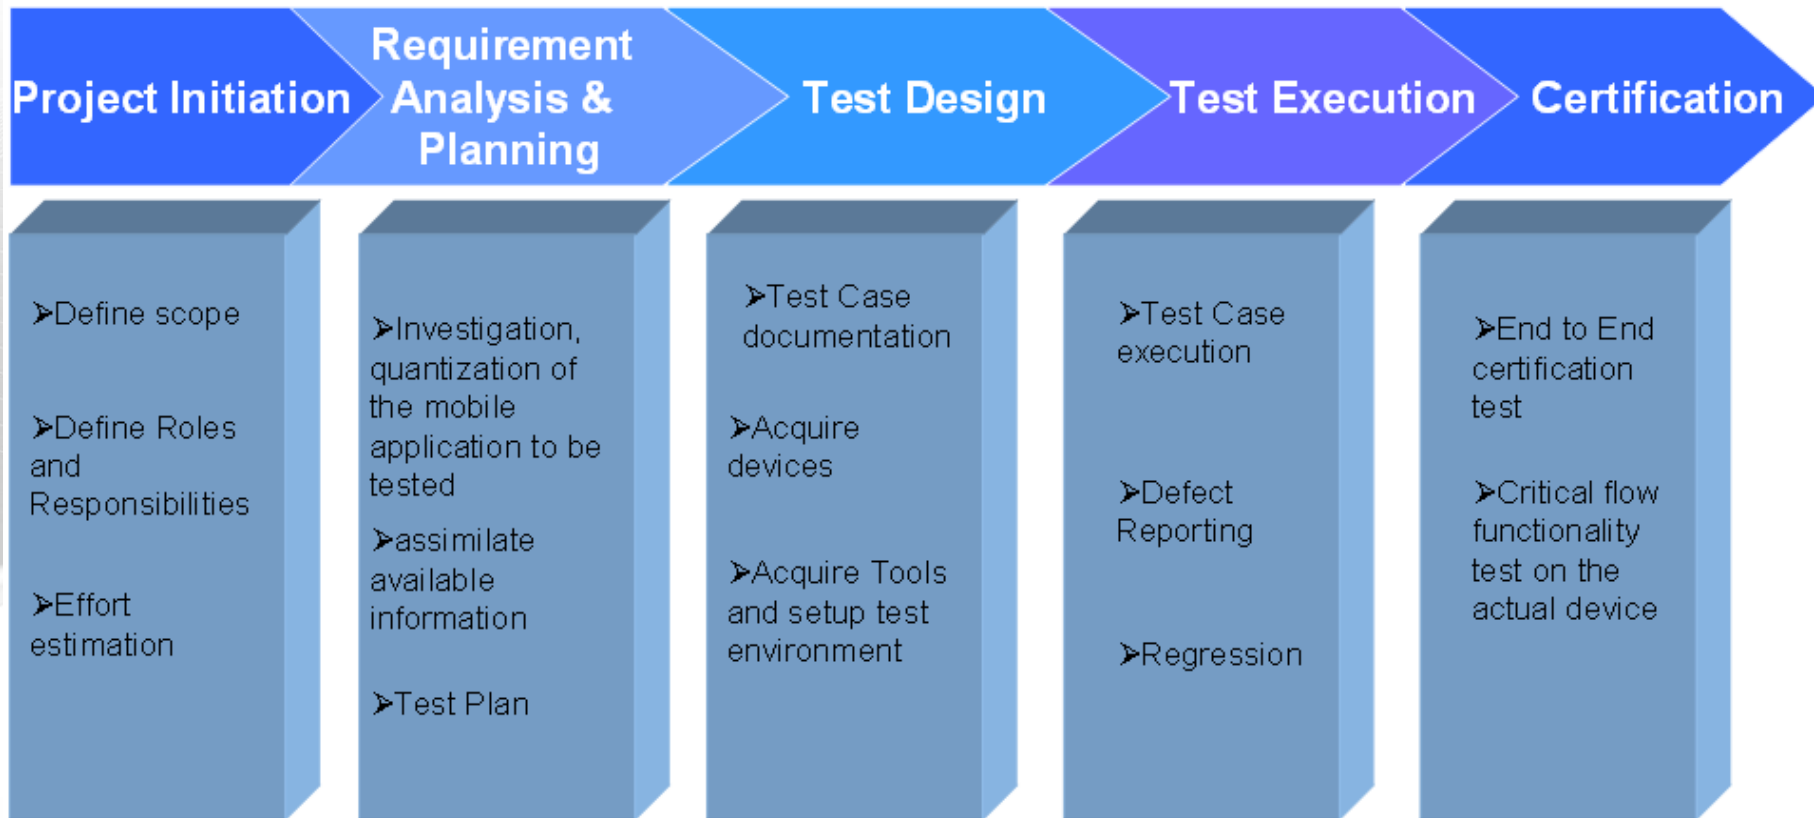 Project Initiation
Requirement
Analysis &
Planning
Test Design
Test Execution
Certification
➢Define scope
➢Define Roles
and
Responsibilities
➢Effort
estimation
➢Investigation,
quantization of
the mobile
application to be
tested
➢assimilate
available
information
➢Test Plan
➢Test Case
documentation
➢Acquire
devices
➢Acquire Tools
and setup test
environment
➢Test Case
execution
➢Defect
Reporting
➢Regression
➢End to End
certification
test
➢Critical flow
functionality
test on the
actual device